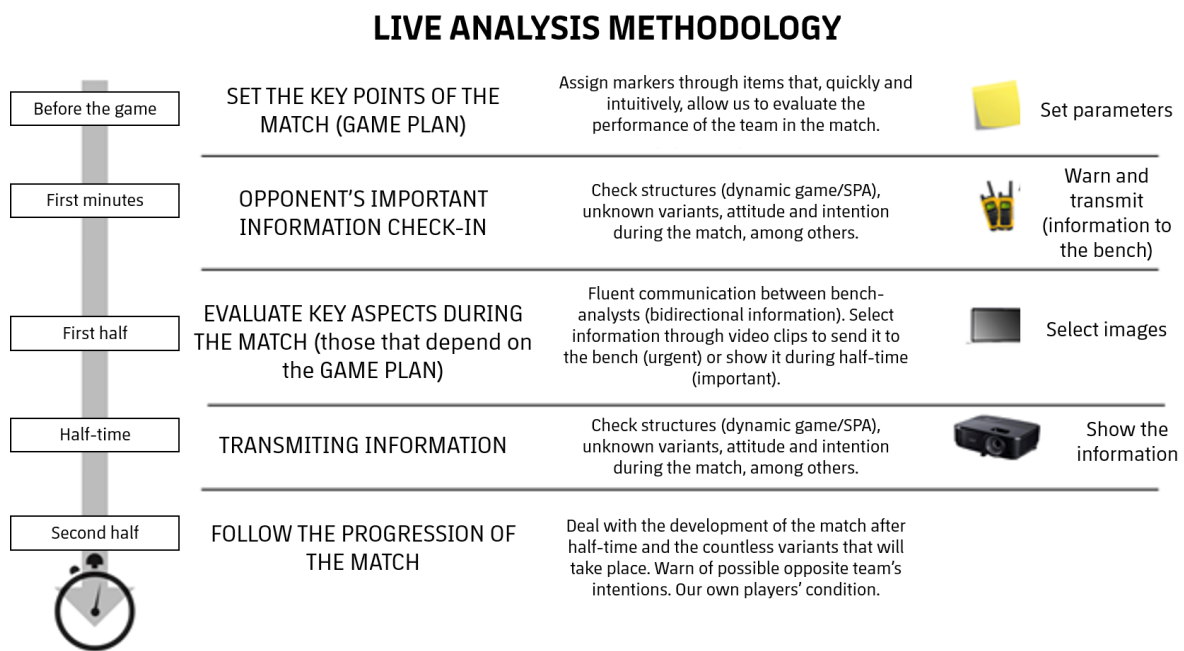 LIVE ANALYSIS METHODOLOGY
Before the game
SET THE KEY POINTS OF THE
MATCH (GAME PLAN)
Assign markers through items that, quickly and
intuitively, allow us to evaluate the
performance of the team in the match.
Set parameters
First minutes
OPPONENT'S IMPORTANT
INFORMATION CHECK-IN
Check structures (dynamic game/SPA),
unknown variants, attitude and intention
during the match, among others.
Warn and
transmit
(information to
the bench)
First half
EVALUATE KEY ASPECTS DURING
THE MATCH (those that depend on
the GAME PLAN)
Fluent communication between bench-
analysts (bidirectional information). Select
information through video clips to send it to
the bench (urgent) or show it during half-time
(important).
Select images
Half-time
TRANSMITING INFORMATION
Check structures (dynamic game/SPA),
unknown variants, attitude and intention
during the match, among others.
Show the
information
Second half
FOLLOW THE PROGRESSION OF
THE MATCH
Deal with the development of the match after
half-time and the countless variants that will
take place. Warn of possible opposite team's
intentions. Our own players' condition.